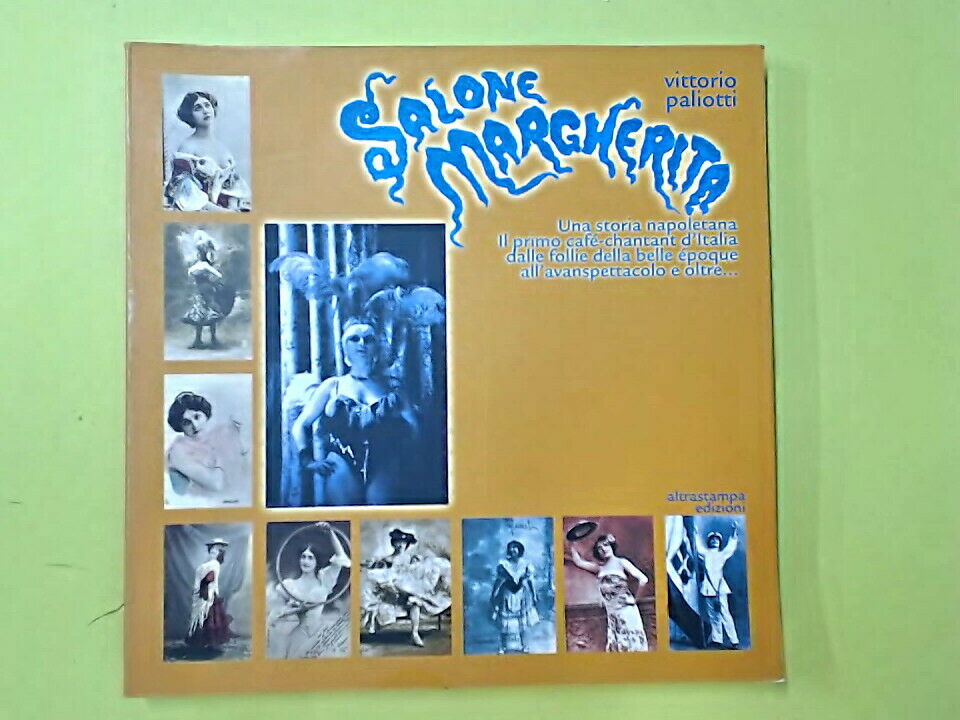 SALONE
MARGHERITA
vittorio
paliotti
Una storia napoletana
Il primo café-chantant d'Italia
dalle follie della belle époque
all'avanspettacolo e oltre...
altrastampa
edizioni